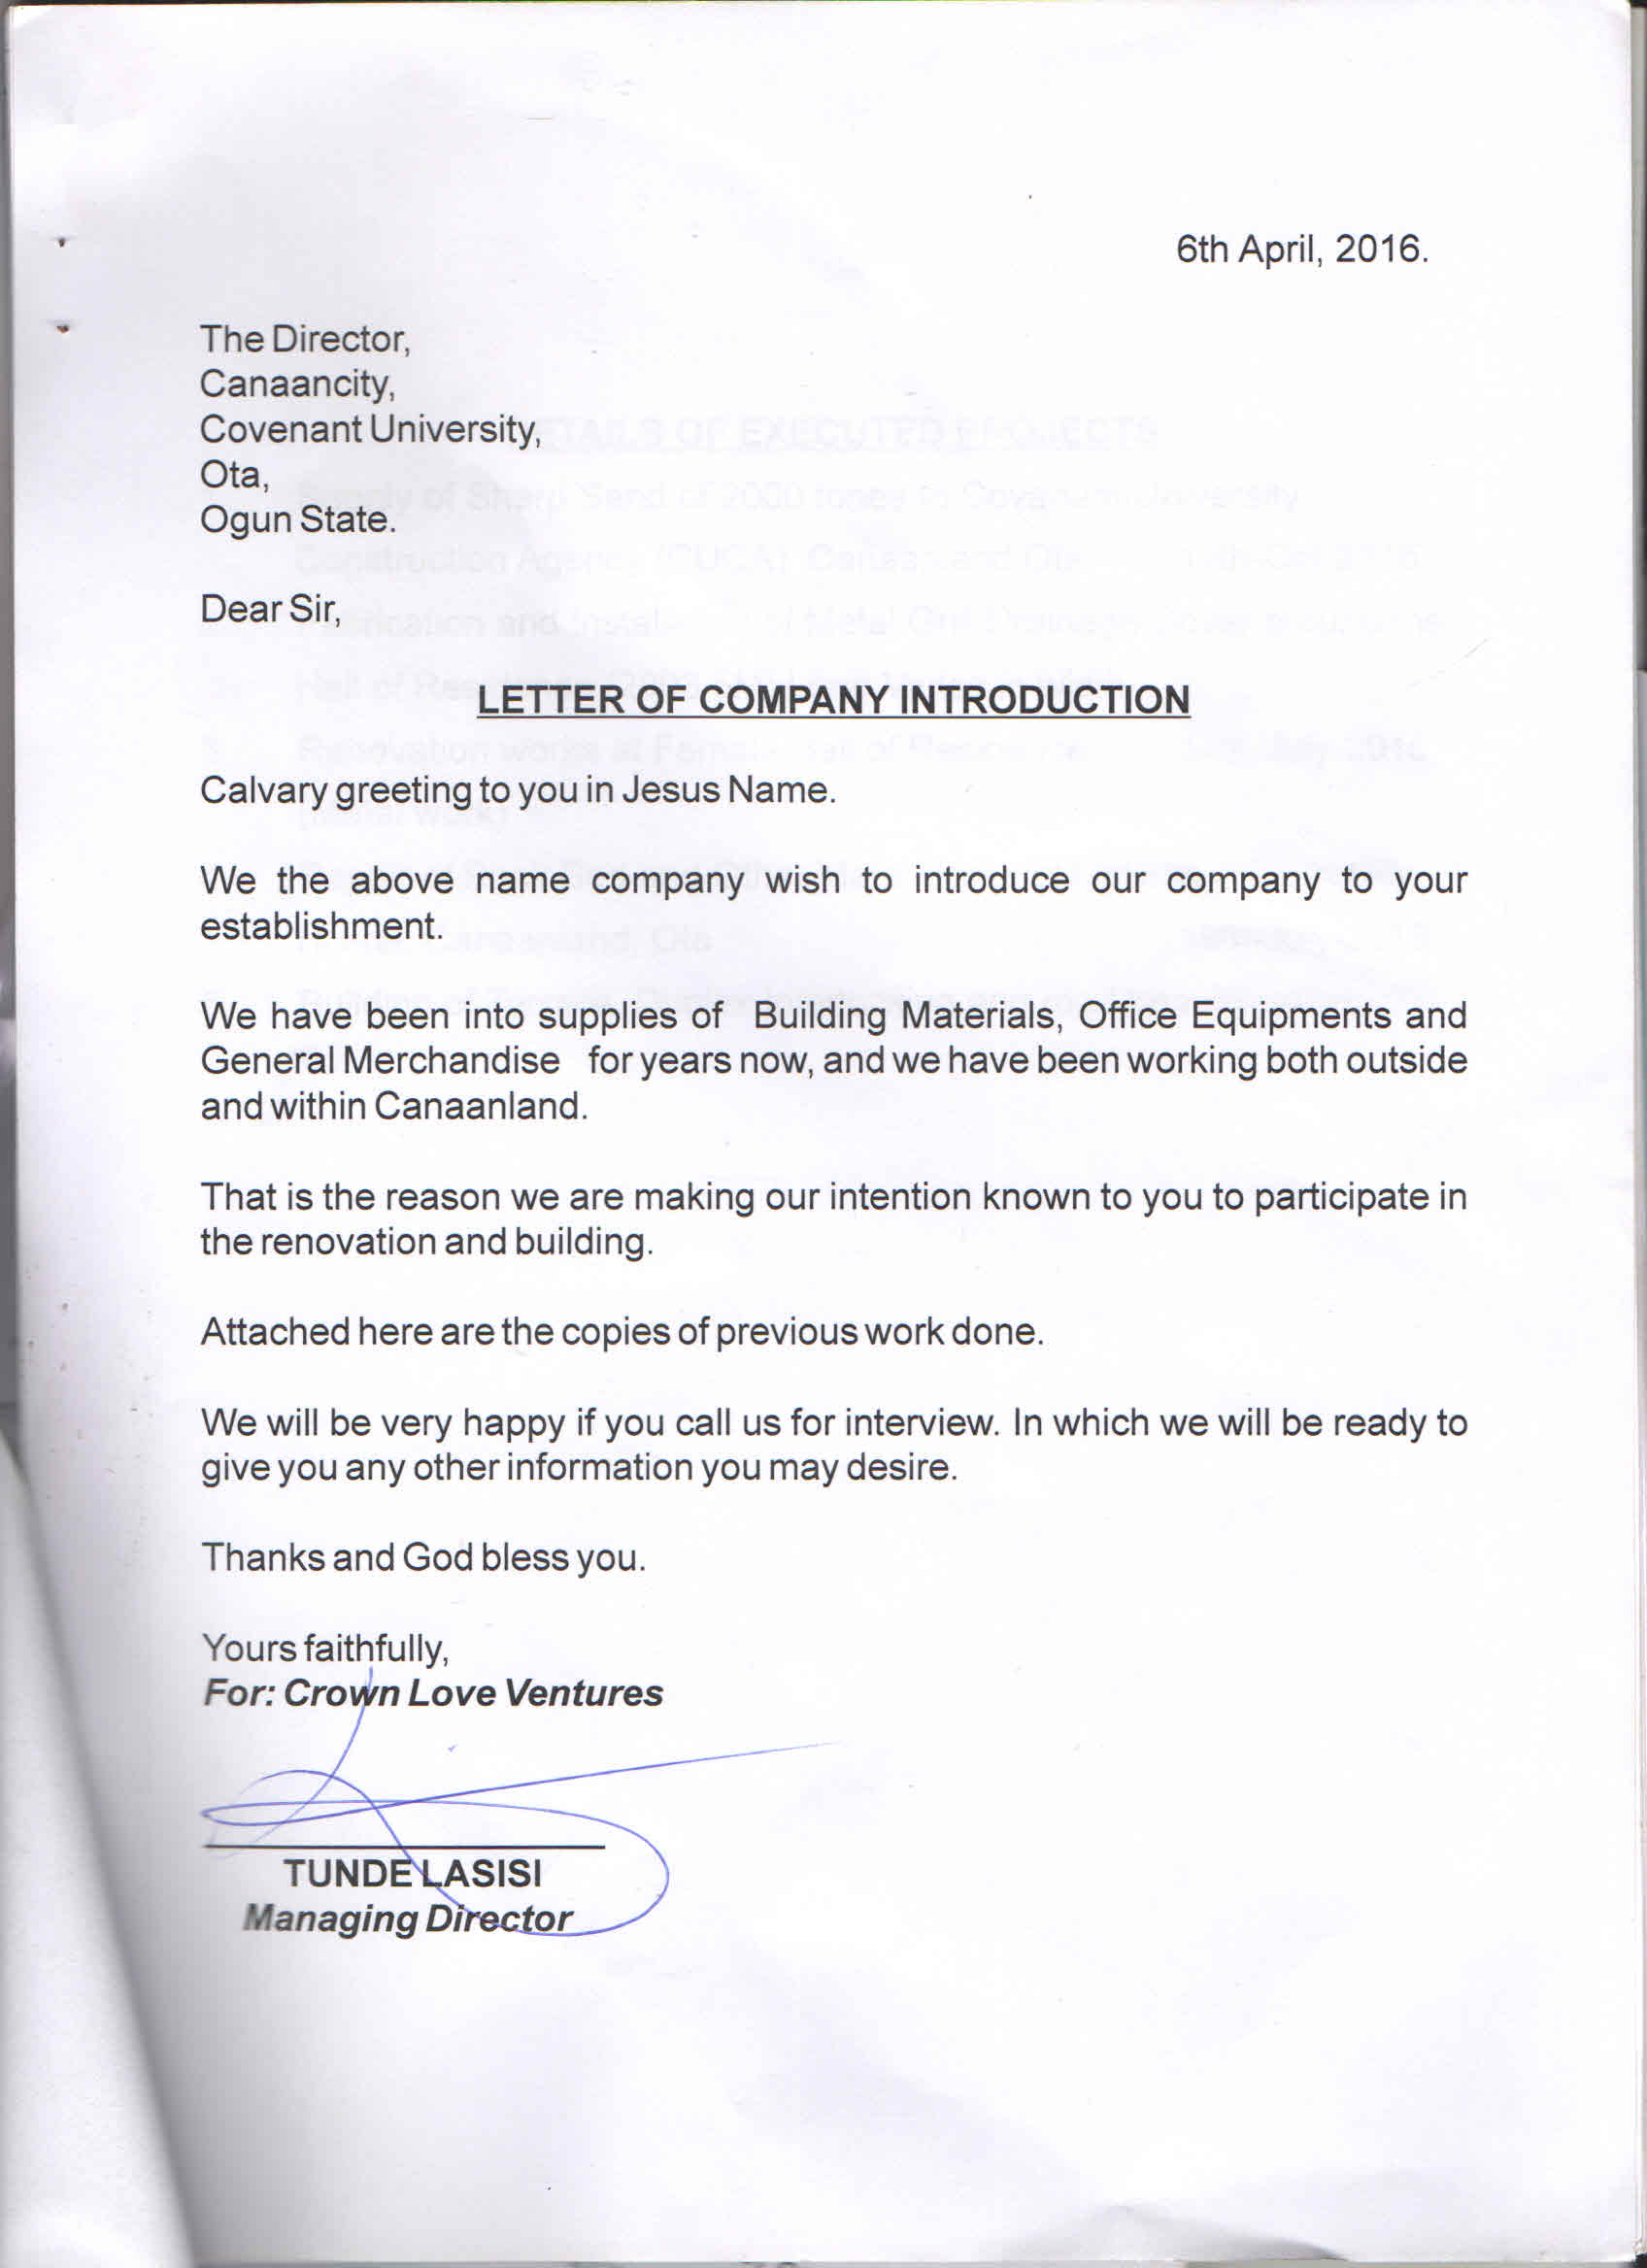 6th April, 2016.
The Director,
Canaancity,
Covenant University,
Ota,
Ogun State.
Dear Sir,
LETTER OF COMPANY INTRODUCTION
Calvary greeting to you in Jesus Name.
We the above name company wish to introduce our company to your
establishment.
We have been into supplies of Building Materials, Office Equipments and
General Merchandise for years now, and we have been working both outside
and within Canaanland.
That is the reason we are making our intention known to you to participate in
the renovation and building.
Attached here are the copies of previous work done.
We will be very happy if you call us for interview. In which we will be ready to
give you any other information you may desire.
Thanks and God bless you.
Yours faithfully,
For: Crown Love Ventures
TUNDE LASISI
Managing Director